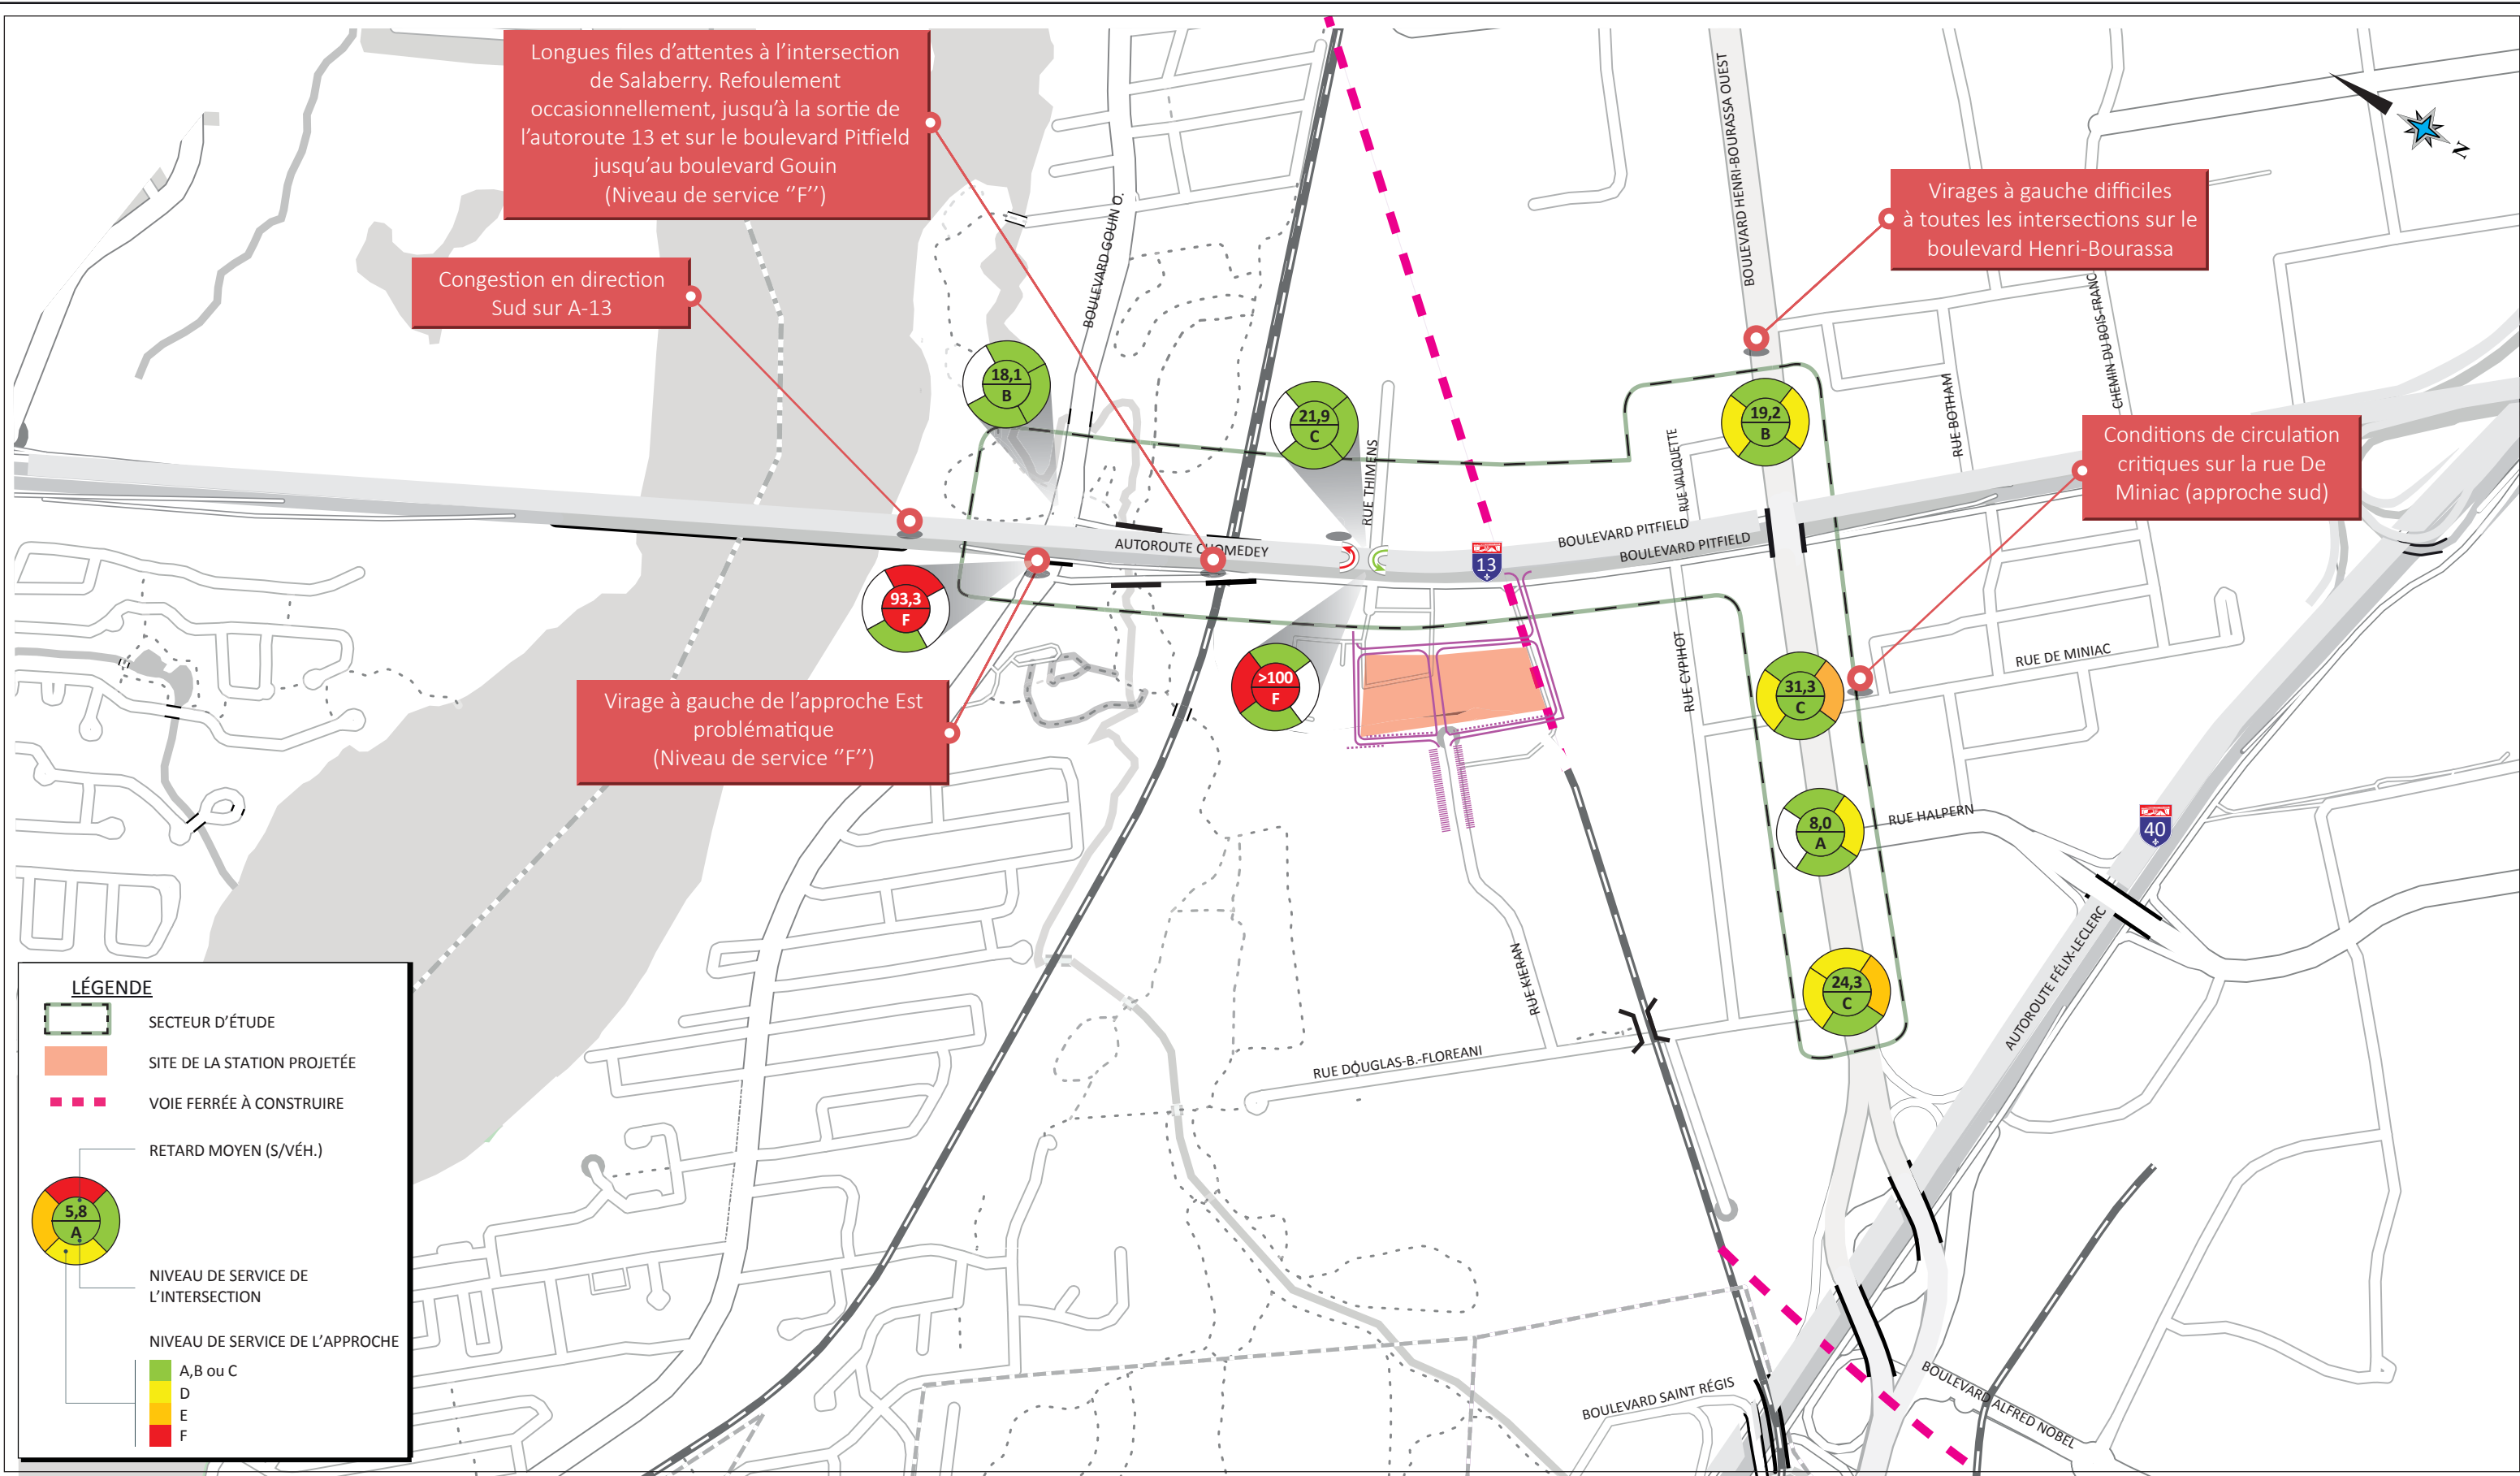 Longues files d'attentes à l'intersection
de Salaberry. Refoulement
occasionnellement, jusqu'à la sortie de
l'autoroute 13 et sur le boulevard Pitfield
jusqu'au boulevard Gouin
(Niveau de service ‘‘F’’)
Congestion en direction
Sud sur A-13
Virages à gauche difficiles
à toutes les intersections sur le
boulevard Henri-Bourassa
Conditions de circulation
critiques sur la rue De
Miniac (approche sud)
Virage à gauche de l'approche Est
problématique
(Niveau de service ‘‘F’’)
N
BOULEVARD HENRI-BOURASSA OUEST
BOULEVARD GOUIN O.
CHEMIN DU BOIS-FRANC
RUE BOTHAM
RUE VALIQUETTE
RUE THIMENS
18,1
B
21,9
C
19,2
B
93,3
F
>100
F
31,3
C
8,0
A
24,3
C
AUTOROUTE CHOMEDEY
13
BOULEVARD PITFIELD
BOULEVARD PITFIELD
RUE CYPIHOT
RUE DE MINIAC
RUE HALPERN
40
AUTOROUTE FÉLIX-LECLERC
RUE KIERAN
RUE DOUGLAS-B.-FLOREANI
BOULEVARD SAINT RÉGIS
BOULEVARD ALFRED NOBEL
LÉGENDE
SECTEUR D'ÉTUDE
SITE DE LA STATION PROJETÉE
VOIE FERRÉE À CONSTRUIRE
RETARD MOYEN (S/VÉH.)
5,8
A
NIVEAU DE SERVICE DE
L'INTERSECTION
NIVEAU DE SERVICE DE L'APPROCHE
A,B ou C
D
E
F